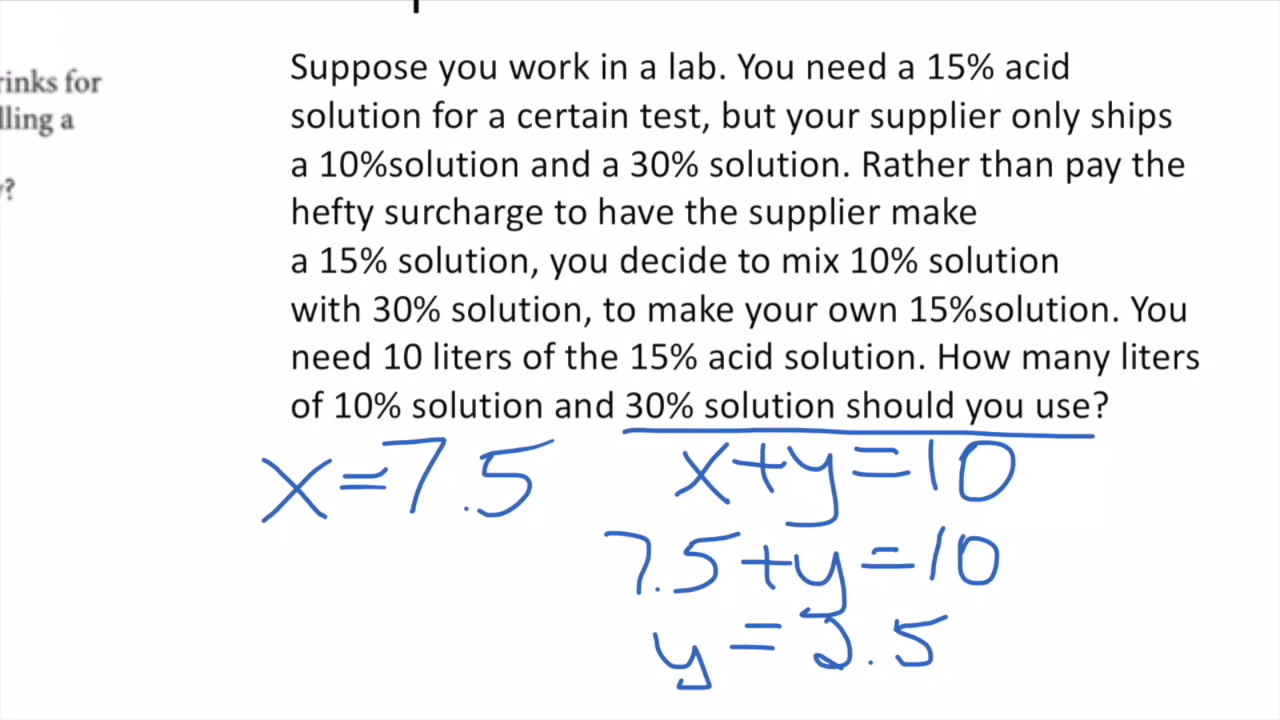 rinks for
lling a
y?
Suppose you work in a lab. You need a 15% acid
solution for a certain test, but your supplier only ships
a 10%solution and a 30% solution. Rather than pay the
hefty surcharge to have the supplier make
a 15% solution, you decide to mix 10% solution
with 30% solution, to make your own 15%solution. You
need 10 liters of the 15% acid solution. How many liters
of 10% solution and 30% solution should you use?
x=7.5
x+y=10
7.5+y=10
y=2.5